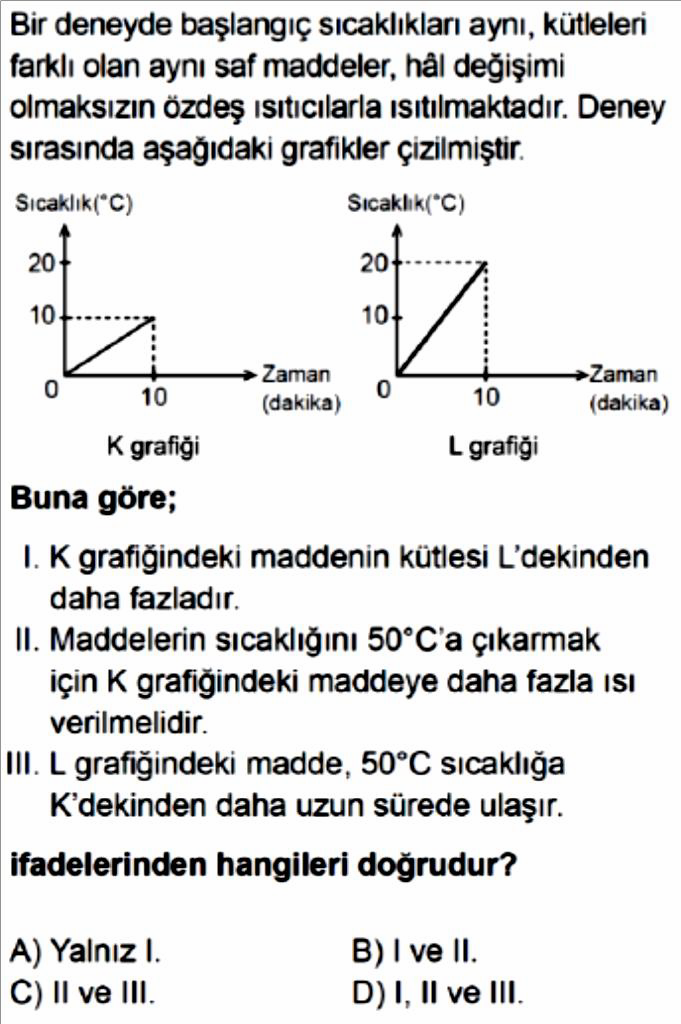 Bir deneyde başlangıç sıcaklıkları aynı, kütleleri
farklı olan aynı saf maddeler, hâl değişimi
olmaksızın özdeş ısıtıcılarla ısıtılmaktadır. Deney
sırasında aşağıdaki grafikler çizilmiştir.
Sıcaklık(°C)
20
10
0
10
Zaman
(dakika)
K grafiği
Sıcaklık(°C)
20
10
0
10
Zaman
(dakika)
L grafiği
Buna göre;
I. K grafiğindeki maddenin kütlesi L'dekinden
daha fazladır.
II. Maddelerin sıcaklığını 50°C'a çıkarmak
için K grafiğindeki maddeye daha fazla ısı
verilmelidir.
III. L grafiğindeki madde, 50°C sıcaklığa
K'dekinden daha uzun sürede ulaşır.
ifadelerinden hangileri doğrudur?
A) Yalnız I.
B) I ve II.
C) II ve III.
D) I, II ve III.